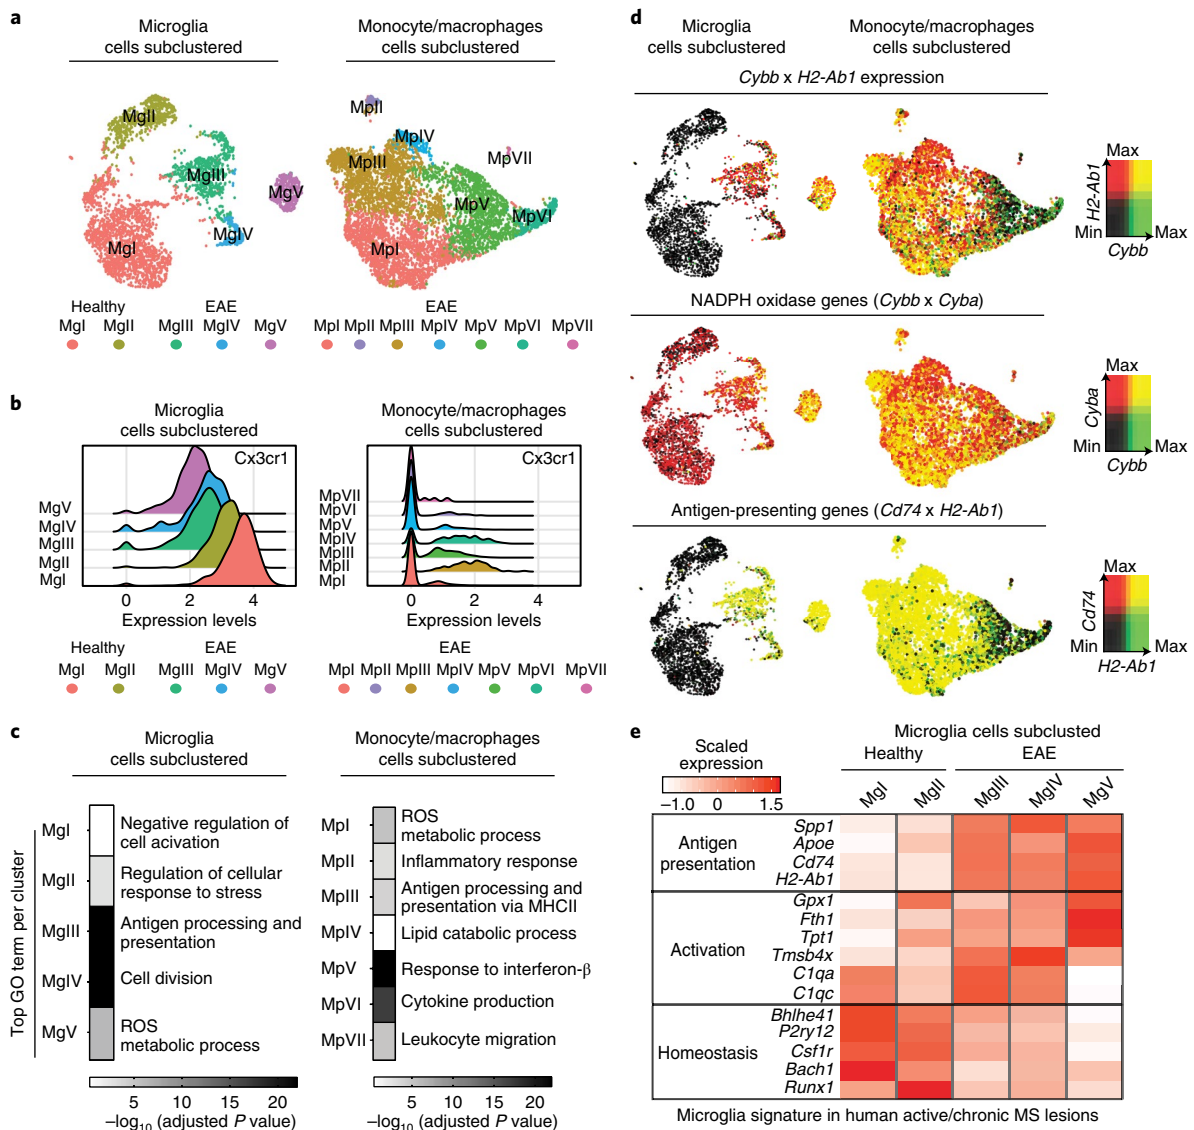 a
Microglia
cells subclustered
Monocyte/macrophages
cells subclustered
MgII
MgIII
MgV
MgI
MgIV
MpII
MpIV
MpIII
MpVII
MpV
MpVI
MpI
Healthy
EAE
MgI MgII MgIII MgIV MgV
EAE
MpI MpII MpIII MpIV MpV MpVI MpVII
b
Microglia
cells subclustered
Cx3cr1
MgV
MgIV
MgIII
MgII
MgI
0 2 4
Expression levels
Monocyte/macrophages
cells subclustered
Cx3cr1
MpVII
MpVI
MpV
MpIV
MpIII
MpII
MpI
0 2 4
Expression levels
Healthy
EAE
MgI MgII MgIII MgIV MgV
EAE
MpI MpII MpIII MpIV MpV MpVI MpVII
c
Microglia
cells subclustered
Top GO term per cluster
MgI
Negative regulation of
cell acivation
MgII
Regulation of cellular
response to stress
MgIII
Antigen processing and
presentation
MgIV
Cell division
MgV
ROS
metabolic process
5 10 15 20
–log10 (adjusted P value)
Monocyte/macrophages
cells subclustered
MpI
ROS
metabolic process
MpII
Inflammatory response
MpIII
Antigen processing and
presentation via MHCII
MpIV
Lipid catabolic process
MpV
Response to interferon-β
MpVI
Cytokine production
MpVII
Leukocyte migration
5 10 15 20
–log10 (adjusted P value)
d
Microglia
cells subclustered
Monocyte/macrophages
cells subclustered
Cybb x H2-Ab1 expression
Max
H2-Ab1
Min
Max
Cybb
NADPH oxidase genes (Cybb x Cyba)
Max
Cyba
Min
Max
Cybb
Antigen-presenting genes (Cd74 x H2-Ab1)
Max
Cd74
Min
Max
H2-Ab1
e
Microglia cells subclusted
Scaled
expression
–1.0 0 1.5
Healthy
EAE
MgI MgII MgIII MgIV MgV
Antigen
presentation
Spp1
Apoe
Cd74
H2-Ab1
Activation
Gpx1
Fth1
Tpt1
Tmsb4x
C1qa
C1qc
Homeostasis
Bhlhe41
P2ry12
Csf1r
Bach1
Runx1
Microglia signature in human active/chronic MS lesions